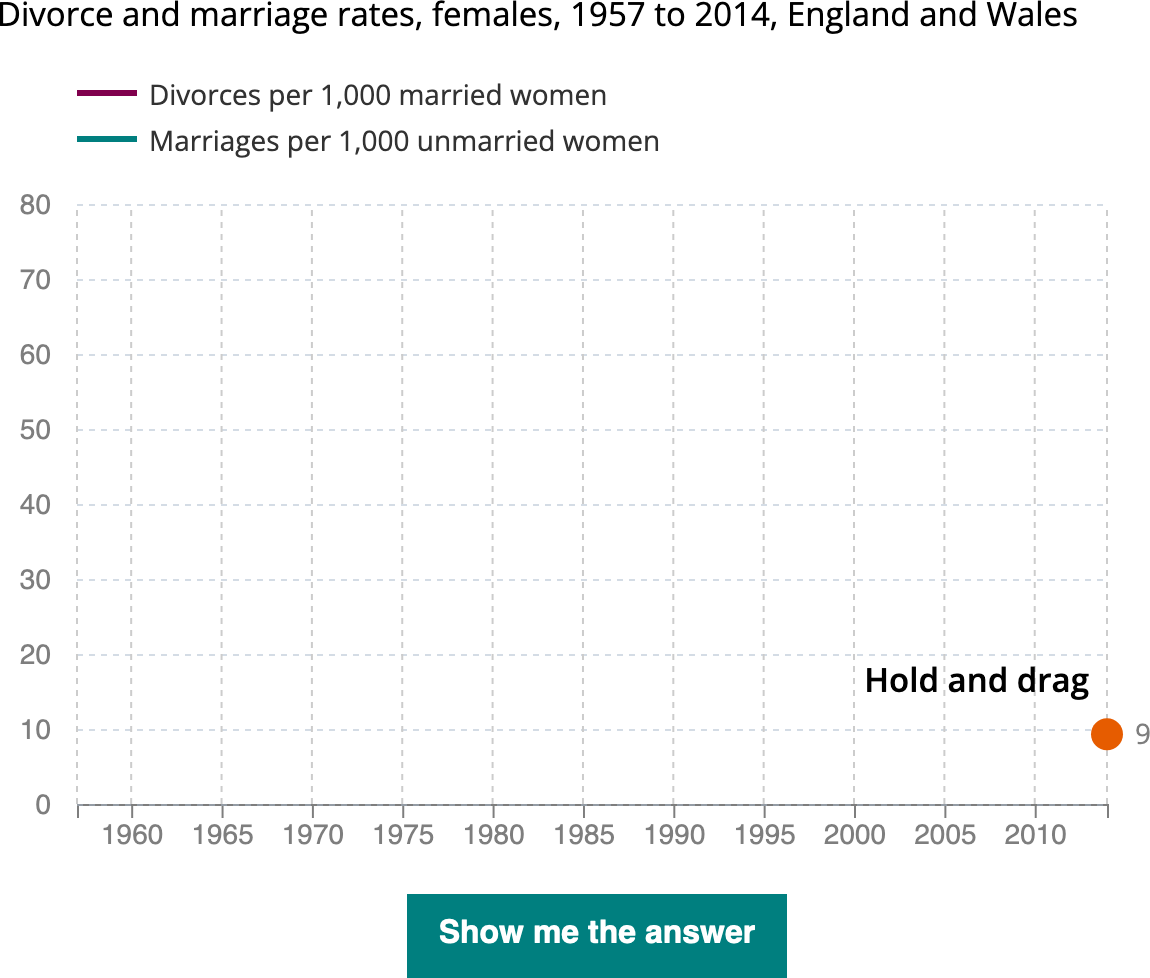 Divorce and marriage rates, females, 1957 to 2014, England and Wales
Divorces per 1,000 married women
Marriages per 1,000 unmarried women
80
70
60
50
40
30
20
Hold and drag
10
9
0
1960 1965 1970 1975 1980 1985 1990 1995 2000 2005 2010
Show me the answer